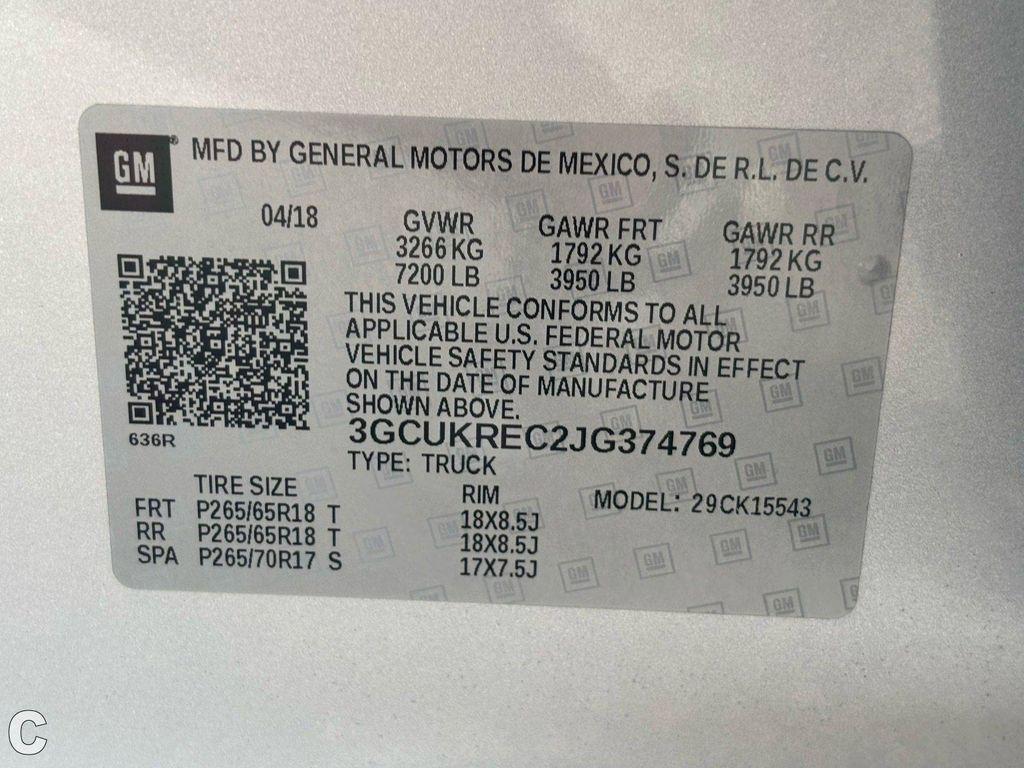 GM® MFD BY GENERAL MOTORS DE MEXICO, S. DE R.L. DE C.V.
04/18
GVWR
3266 KG
7200 LB
GAWR FRT
1792 KG
3950 LB
GAWR RR
1792 KG
3950 LB
THIS VEHICLE CONFORMS TO ALL
APPLICABLE U.S. FEDERAL MOTOR
VEHICLE SAFETY STANDARDS IN EFFECT
ON THE DATE OF MANUFACTURE
SHOWN ABOVE.
636R
3GCUKREC2JG374769
TYPE: TRUCK
MODEL: 29CK15543
TIRE SIZE RIM
FRT P265/65R18 T 18X8.5J
RR P265/65R18 T 18X8.5J
SPA P265/70R17 S 17X7.5J
C